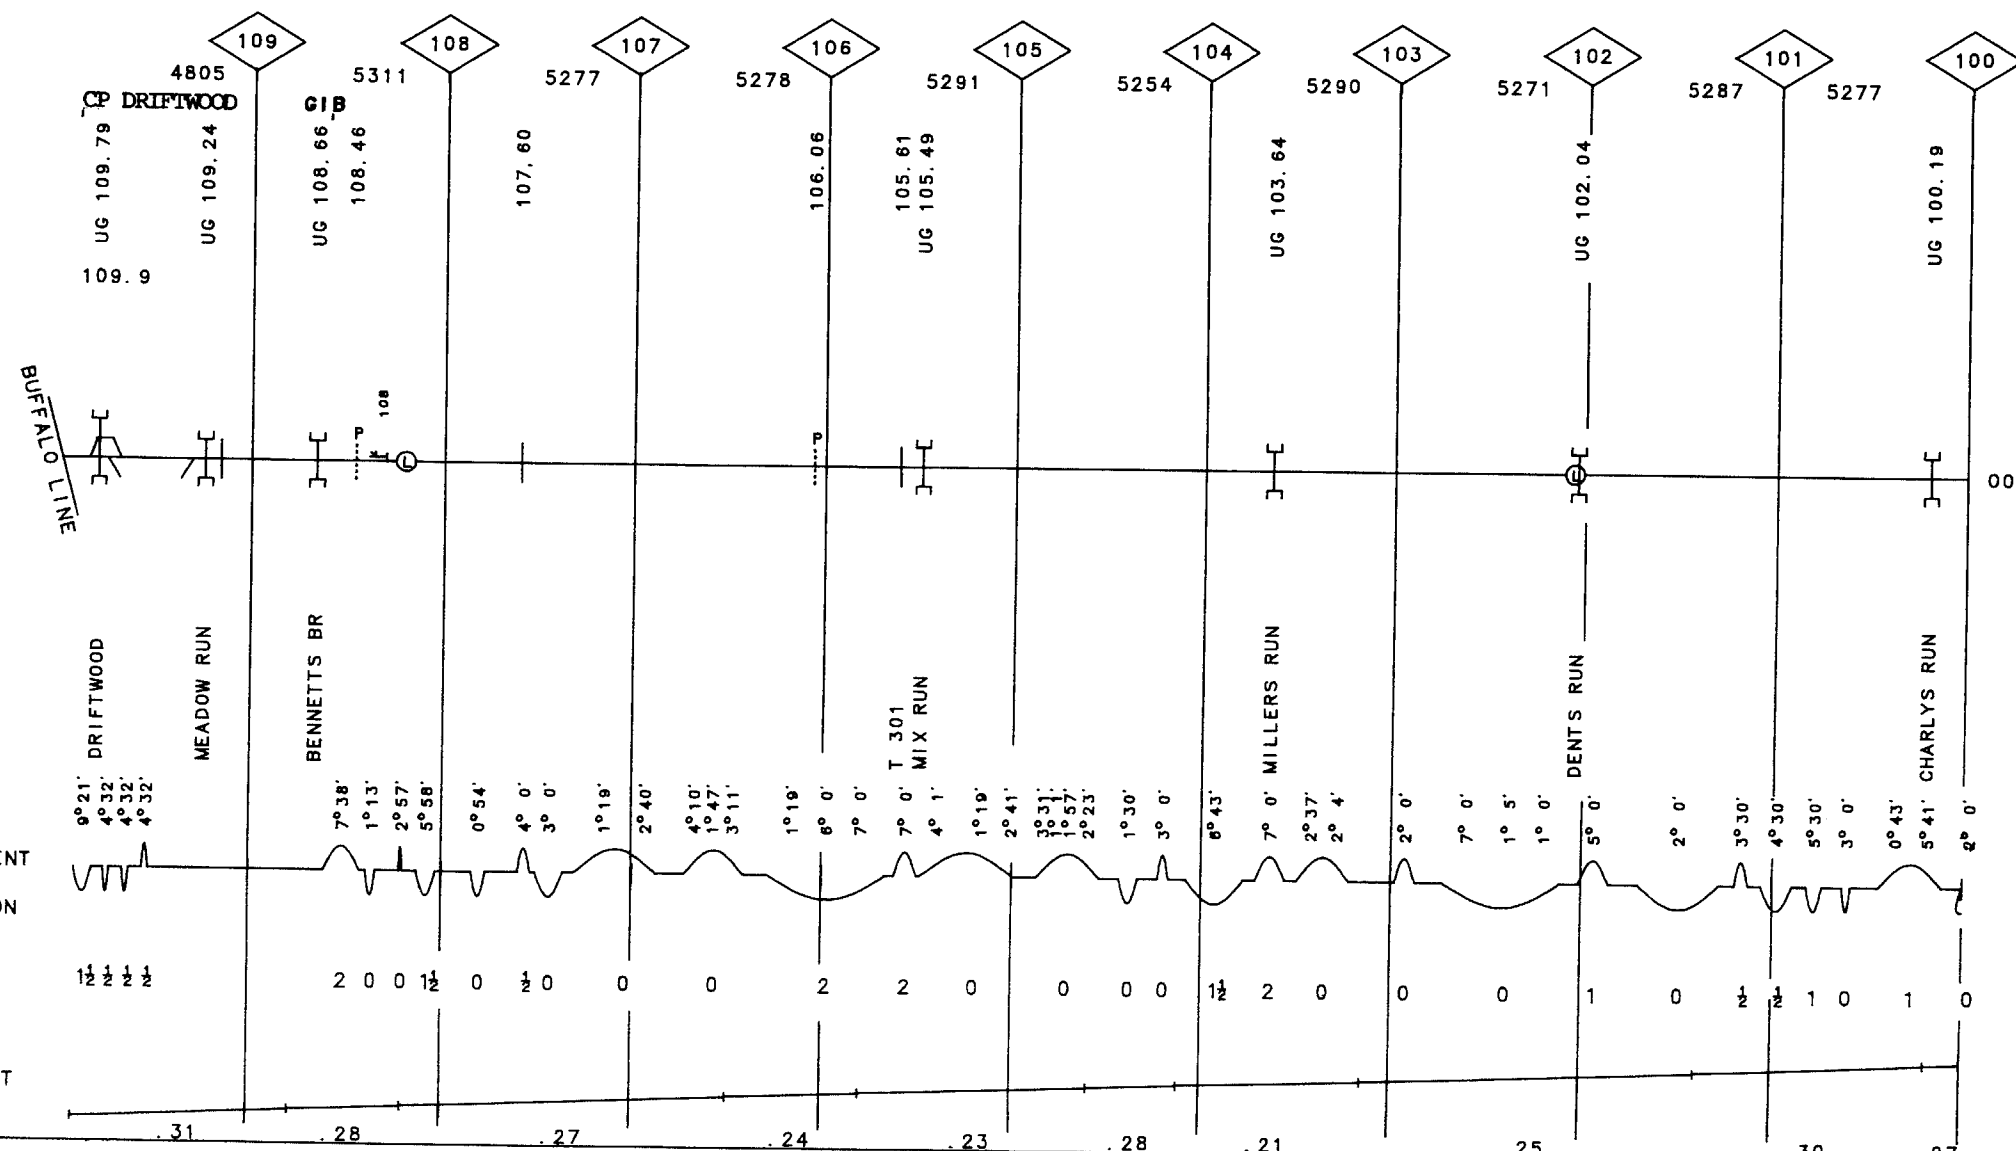 109 108 107 106 105 104 103 102 101 100
4805 5311 5277 5278 5291 5254 5290 5271 5287 5277
CP DRIFTWOOD GIB
UG 109.79
UG 109.24
UG 108.66
108.46
107.60
106.06
105.61
UG 105.49
UG 103.64
UG 102.04
UG 100.19
109.9
BUFFALO LINE
P
108
L
P
L
00
DRIFTWOOD
MEADOW RUN
BENNETTS BR
T 301
MIX RUN
MILLERS RUN
DENTS RUN
CHARLYS RUN
9°21' 4°32' 4°32' 4°32' 7°38' 1°13' 2°57' 5°58' 0°54' 4° 0' 3° 0' 1°19' 2°40' 4°10' 1°47' 3°11' 1°19' 6° 0' 7° 0' 7° 0' 4° 1' 1°19' 2°41' 3°31' 1°57' 2°23' 1°30' 3° 0' 6°43' 7° 0' 2°37' 2° 4' 2° 0' 7° 0' 1° 5' 1° 0' 5° 0' 2° 0' 3°30' 4°30' 5°30' 3° 0' 0°43' 5°41' 2° 0'
ENT
ON
1½ ½ ½ ½ 2 0 0 1½ 0 ½ 0 0 0 2 2 0 0 0 0 1½ 2 0 0 0 1 0 ½ ½ 1 0 1 0
T
.31 .28 .27 .24 .23 .28 .21 .25 .30 .27